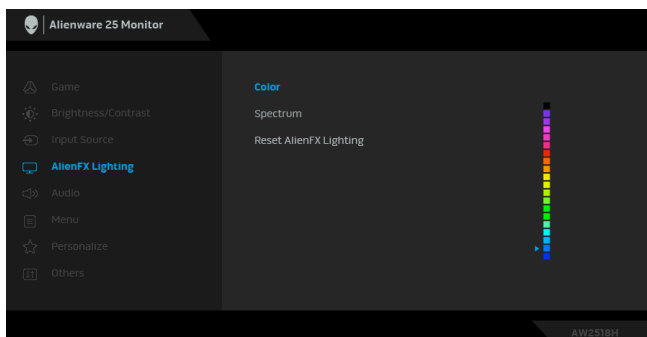 Alienware 25 Monitor
Game
Brightness/Contrast
Input Source
AlienFX Lighting
Audio
Menu
Personalize
Others
Color
Spectrum
Reset AlienFX Lighting
AW2518H